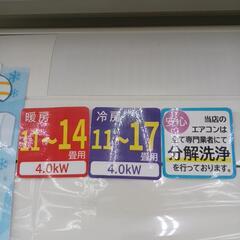 暖房
11～14
畳用
4.0kW
冷房
11～17
畳用
4.0kW
安心
当店の
エアコンは
全て専門業者にて
分解洗浄
を行っております。